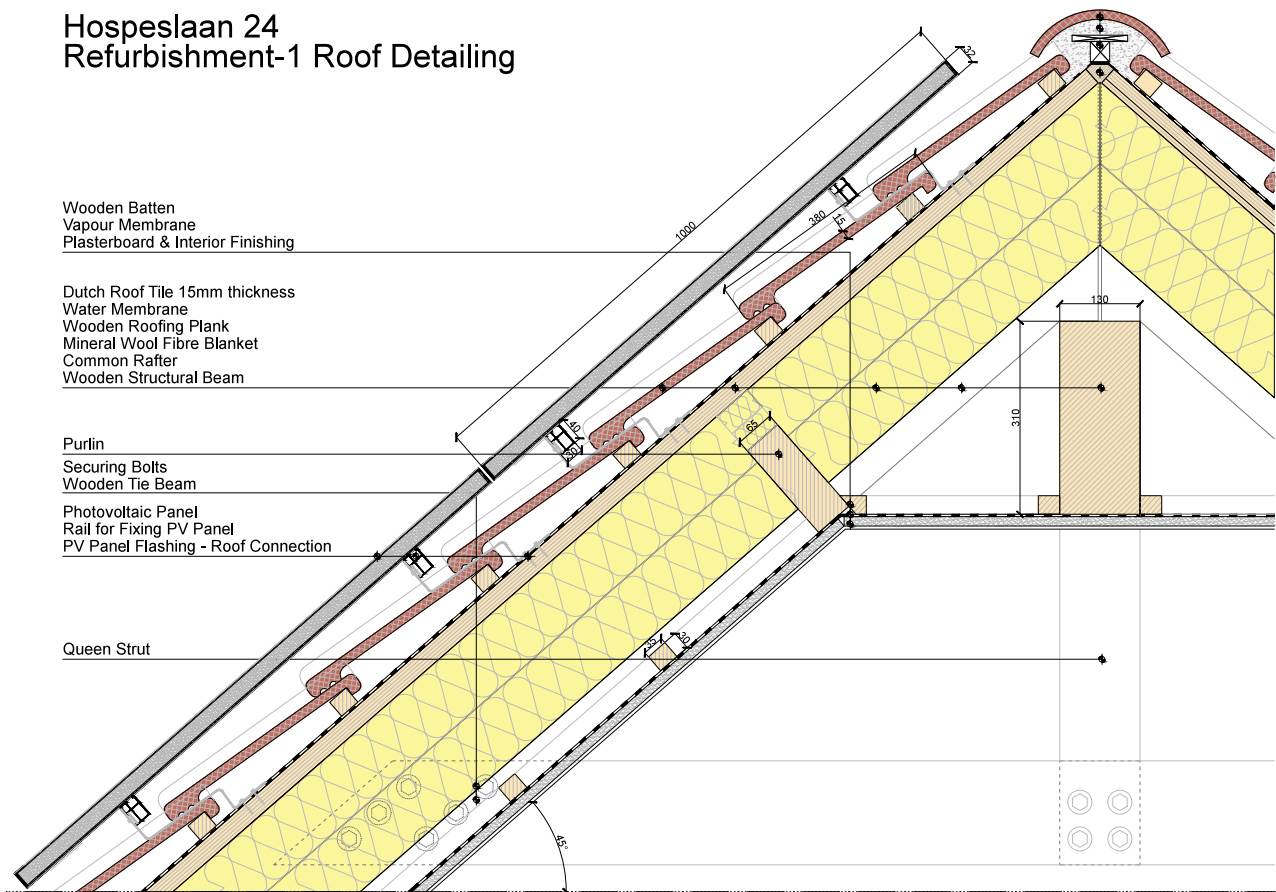 Hospeslaan 24
Refurbishment-1 Roof Detailing
32
Wooden Batten
Vapour Membrane
Plasterboard & Interior Finishing
1000
380
15
Dutch Roof Tile 15mm thickness
Water Membrane
Wooden Roofing Plank
Mineral Wool Fibre Blanket
Common Rafter
Wooden Structural Beam
130
310
Purlin
40
30
65
Securing Bolts
Wooden Tie Beam
Photovoltaic Panel
Rail for Fixing PV Panel
PV Panel Flashing - Roof Connection
Queen Strut
35
30
45°